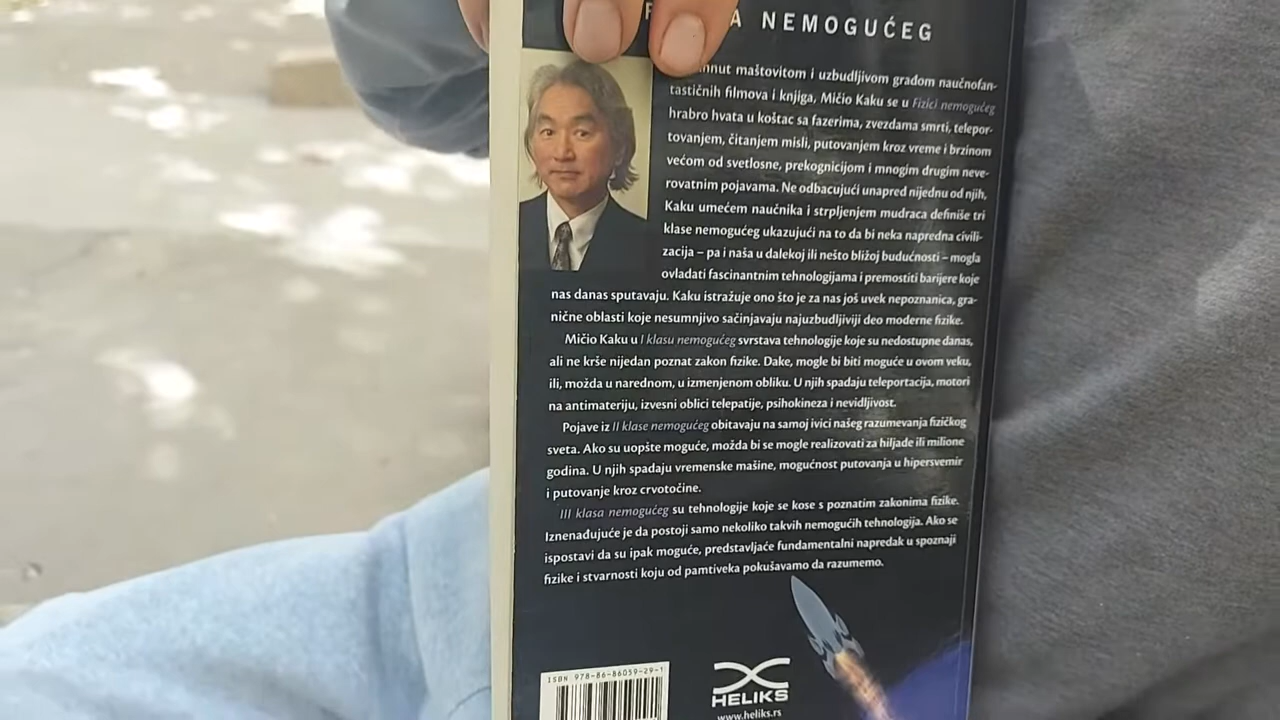 A NEMOGUĆEG
maštovitom i uzbudljivom građom naučnofan-
tastičnih filmova i knjiga, Mičio Kaku se u Fizici nemogućeg
hrabro hvata u koštac sa fazerima, zvezdama smrti, telepor-
tovanjem, čitanjem misli, putovanjem kroz vreme i brzinom
većom od svetlosne, prekognicijom i mnogim drugim neve-
rovatnim pojavama. Ne odbacujući unapred nijednu od njih,
Kaku umećem naučnika i strpljenjem mudraca definiše tri
klase nemogućeg ukazujući na to da bi neka napredna civili-
zacija – pa i naša u dalekoj ili nešto bližoj budućnosti – mogla
ovladati fascinantnim tehnologijama i premostiti barijere koje
nas danas sputavaju. Kaku istražuje ono što je za nas još uvek nepoznanica, gra-
nične oblasti koje nesumnjivo sačinjavaju najuzbudljiviji deo moderne fizike.
Mičio Kaku u I klasu nemogućeg svrstava tehnologije koje su nedostupne danas,
ali ne krše nijedan poznat zakon fizike. Dake, mogle bi biti moguće u ovom veku,
ili, možda u narednom, u izmenjenom obliku. U njih spadaju teleportacija, motori
na antimateriju, izvesni oblici telepatije, psihokineza i nevidljivost.
Pojave iz II klase nemogućeg obitavaju na samoj ivici našeg razumevanja fizičkog
sveta. Ako su uopšte moguće, možda bi se mogle realizovati za hiljade ili milione
godina. U njih spadaju vremenske mašine, mogućnost putovanja u hipersvemir
i putovanje kroz crvotočine.
III klasa nemogućeg su tehnologije koje se kose s poznatim zakonima fizike.
Iznenađujuće je da postoji samo nekoliko takvih nemogućih tehnologija. Ako se
ispostavi da su ipak moguće, predstavljaće fundamentalni napredak u spoznaji
fizike i stvarnosti koju od pamtiveka pokušavamo da razumemo.
ISBN 978-86-86059-29-1
HELIKS
www.heliks.rs